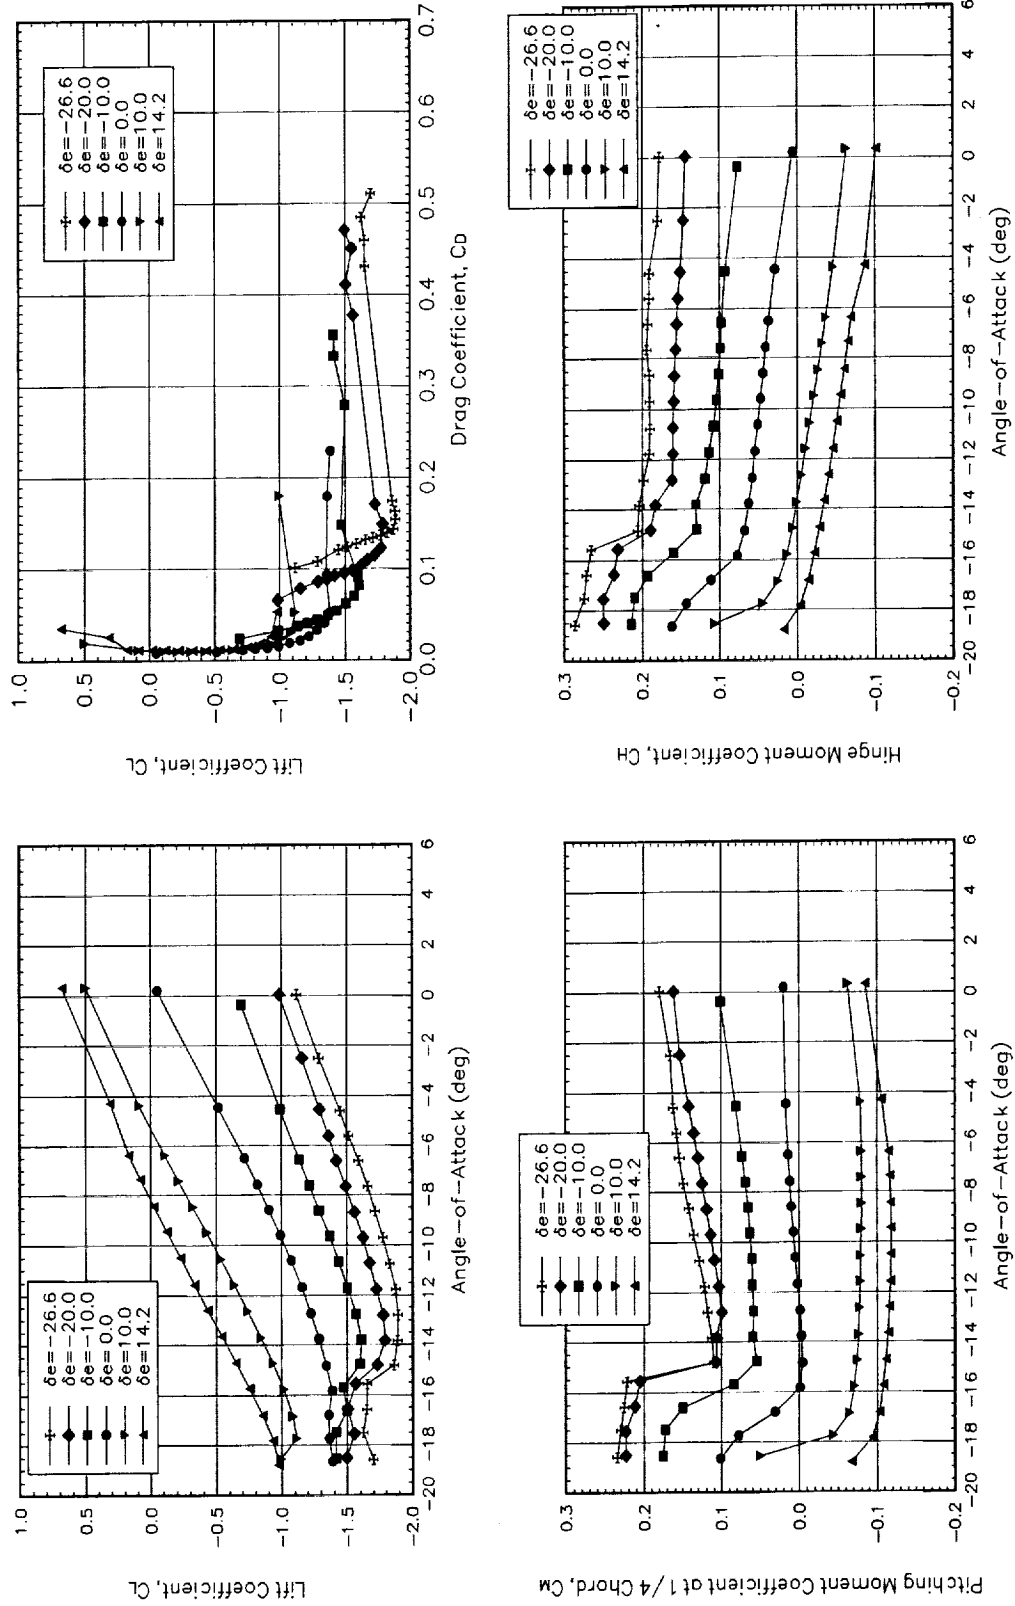 Lift Coefficient, CL
1.0
0.5
0.0
−0.5
−1.0
−1.5
−2.0
δe=−26.6
δe=−20.0
δe=−10.0
δe=0.0
δe=10.0
δe=14.2
−20 −18 −16 −14 −12 −10 −8 −6 −4 −2 0 2 4 6
Angle−of−Attack (deg)
Lift Coefficient, CL
1.0
0.5
0.0
−0.5
−1.0
−1.5
−2.0
δe=−26.6
δe=−20.0
δe=−10.0
δe=0.0
δe=10.0
δe=14.2
0.0 0.1 0.2 0.3 0.4 0.5 0.6 0.7
Drag Coefficient, CD
Pitching Moment Coefficient at 1/4 Chord, CM
0.3
0.2
0.1
0.0
−0.1
−0.2
δe=−26.6
δe=−20.0
δe=−10.0
δe=0.0
δe=10.0
δe=14.2
−20 −18 −16 −14 −12 −10 −8 −6 −4 −2 0 2 4 6
Angle−of−Attack (deg)
Hinge Moment Coefficient, CH
0.3
0.2
0.1
0.0
−0.1
−0.2
δe=−26.6
δe=−20.0
δe=−10.0
δe=0.0
δe=10.0
δe=14.2
−20 −18 −16 −14 −12 −10 −8 −6 −4 −2 0 2 4 6
Angle−of−Attack (deg)